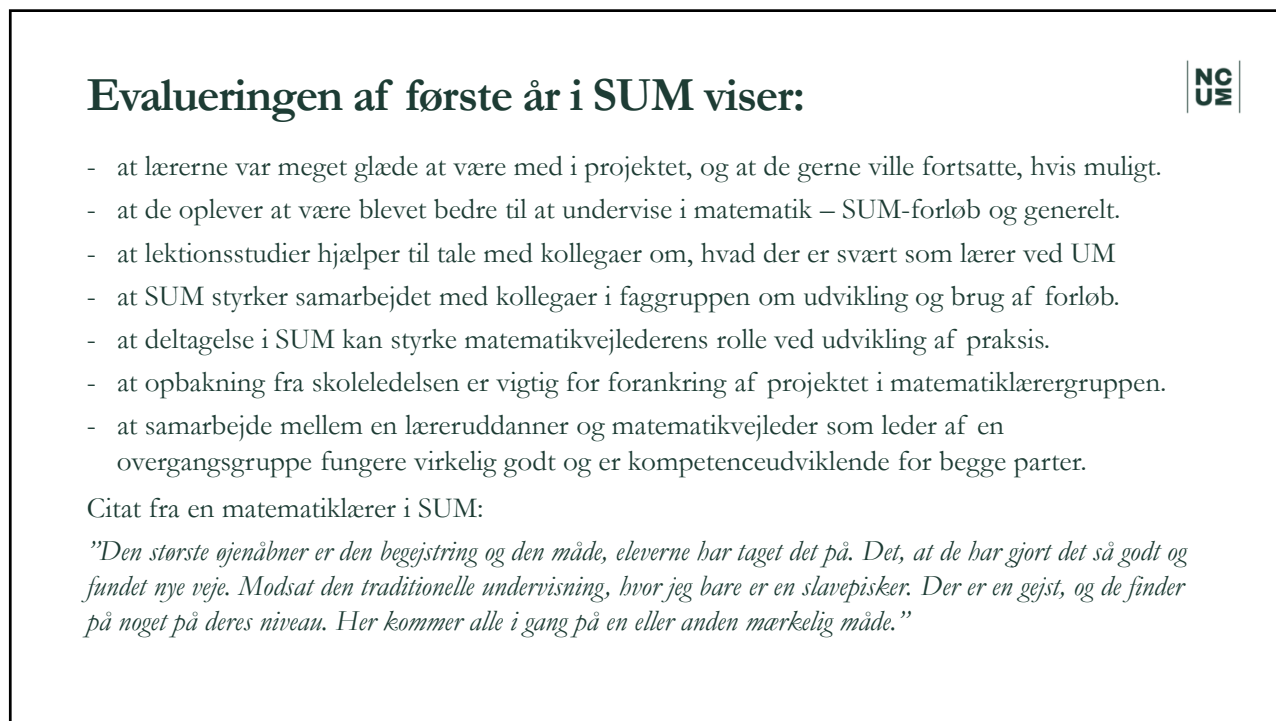 Evalueringen af første år i SUM viser:
NC
UM
- at lærerne var meget glæde at være med i projektet, og at de gerne ville fortsatte, hvis muligt.
- at de oplever at være blevet bedre til at undervise i matematik – SUM-forløb og generelt.
- at lektionsstudier hjælper til tale med kollegaer om, hvad der er svært som lærer ved UM
- at SUM styrker samarbejdet med kollegaer i faggruppen om udvikling og brug af forløb.
- at deltagelse i SUM kan styrke matematikvejlederens rolle ved udvikling af praksis.
- at opbakning fra skoleledelsen er vigtig for forankring af projektet i matematiklærergruppen.
- at samarbejde mellem en læreruddanner og matematikvejleder som leder af en
overgangsgruppe fungere virkelig godt og er kompetenceudviklende for begge parter.
Citat fra en matematiklærer i SUM:
”Den største øjenåbner er den begejstring og den måde, eleverne har taget det på. Det, at de har gjort det så godt og
fundet nye veje. Modsat den traditionelle undervisning, hvor jeg bare er en slavepisker. Der er en gejst, og de finder
på noget på deres niveau. Her kommer alle i gang på en eller anden mærkelig måde.”